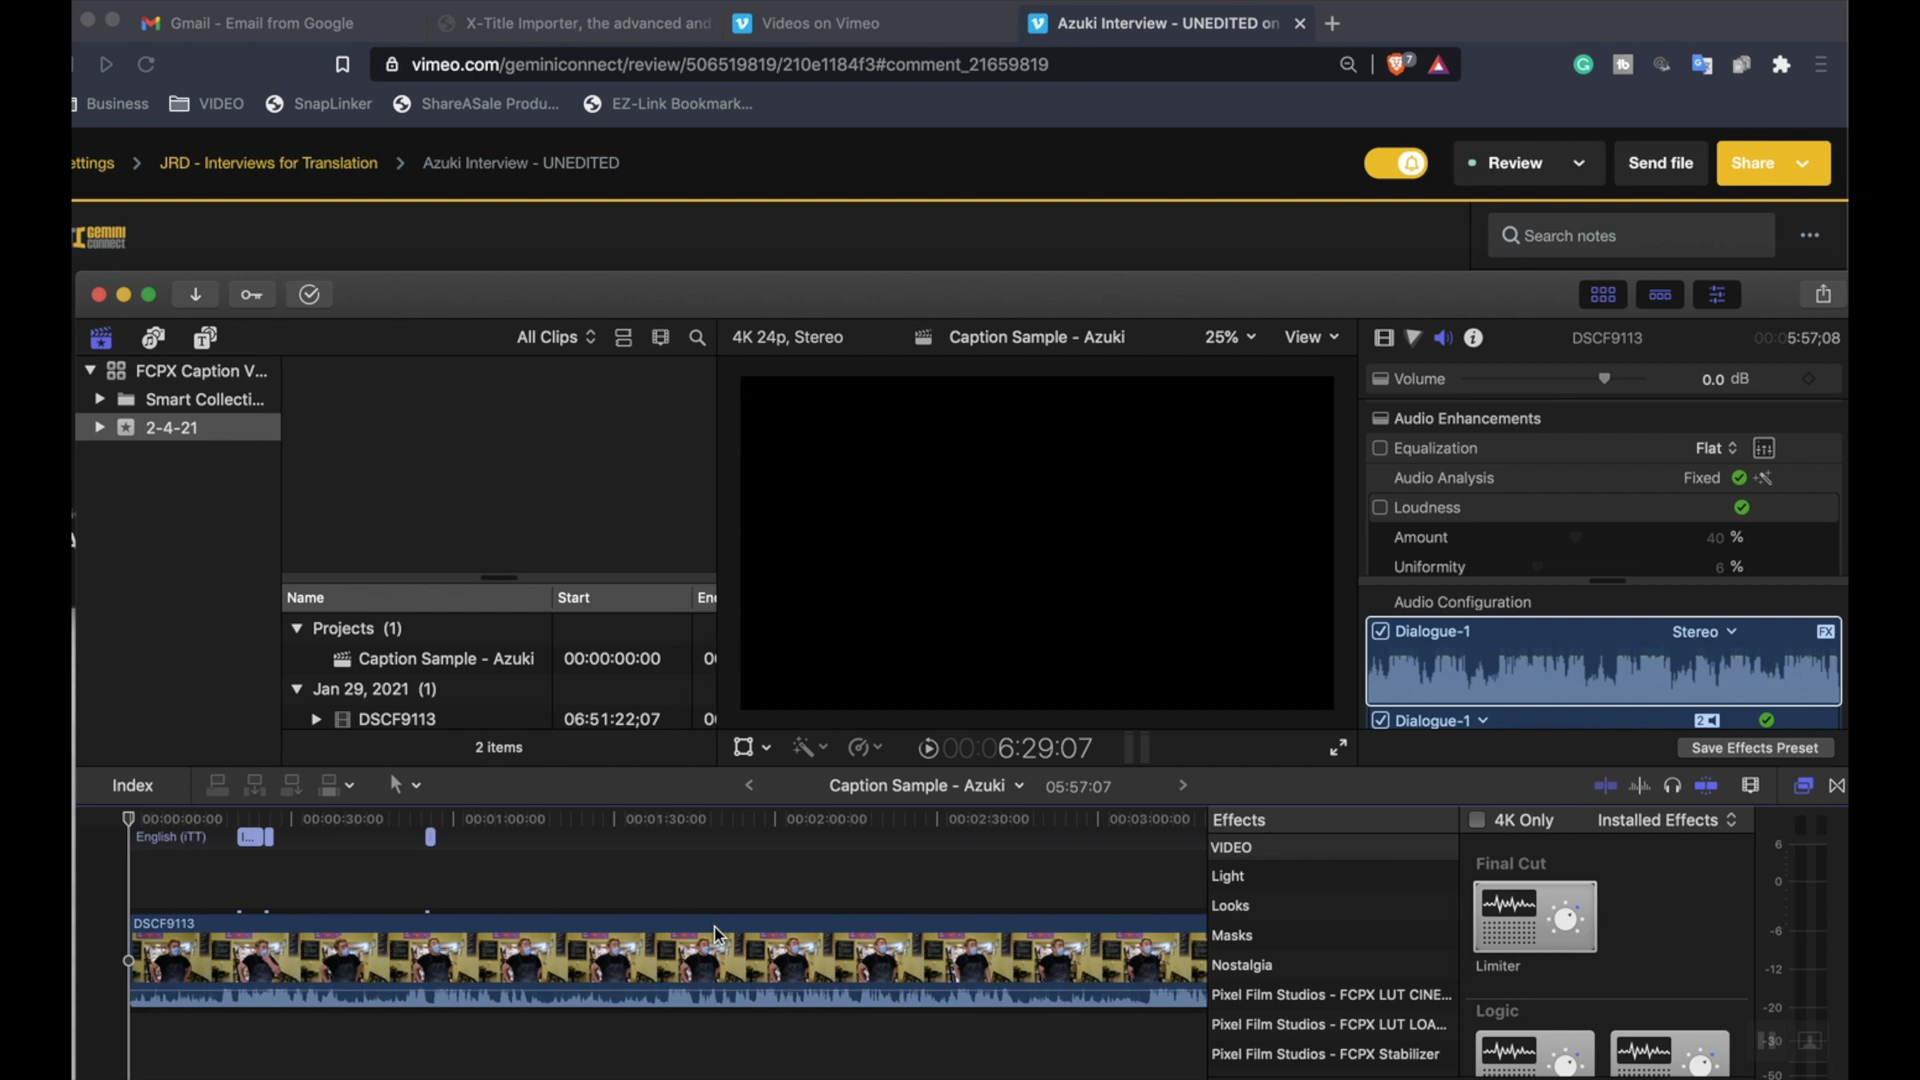 Gmail - Email from Google
X-Title Importer, the advanced and
Videos on Vimeo
Azuki Interview - UNEDITED on
vimeo.com/geminiconnect/review/506519819/210e1184f3#comment_21659819
7
Business
VIDEO
SnapLinker
ShareASale Produ...
EZ-Link Bookmark...
ettings > JRD - Interviews for Translation > Azuki Interview - UNEDITED
Review
Send file
Share
GEMINI
CONNECT
Search notes
All Clips
4K 24p, Stereo
Caption Sample - Azuki
25%
View
DSCF9113
00:05:57;08
FCPX Caption V...
Smart Collecti...
2-4-21
Volume
0.0 dB
Audio Enhancements
Equalization
Flat
Audio Analysis
Fixed
Loudness
Amount
40 %
Uniformity
6 %
Name
Start
End
Projects (1)
Caption Sample - Azuki
00:00:00:00
Jan 29, 2021 (1)
DSCF9113
06:51:22;07
2 items
00:06:29:07
Audio Configuration
Dialogue-1
Stereo
FX
Dialogue-1
2
Save Effects Preset
Index
Caption Sample - Azuki
05:57:07
00:00:00:00
00:00:30:00
00:01:00:00
00:01:30:00
00:02:00:00
00:02:30:00
00:03:00:00
English (iTT)
I...
DSCF9113
Effects
4K Only
Installed Effects
VIDEO
Light
Looks
Masks
Nostalgia
Pixel Film Studios - FCPX LUT CINE...
Pixel Film Studios - FCPX LUT LOA...
Pixel Film Studios - FCPX Stabilizer
Final Cut
Limiter
Logic
6
0
-6
-12
-20
-30
-50